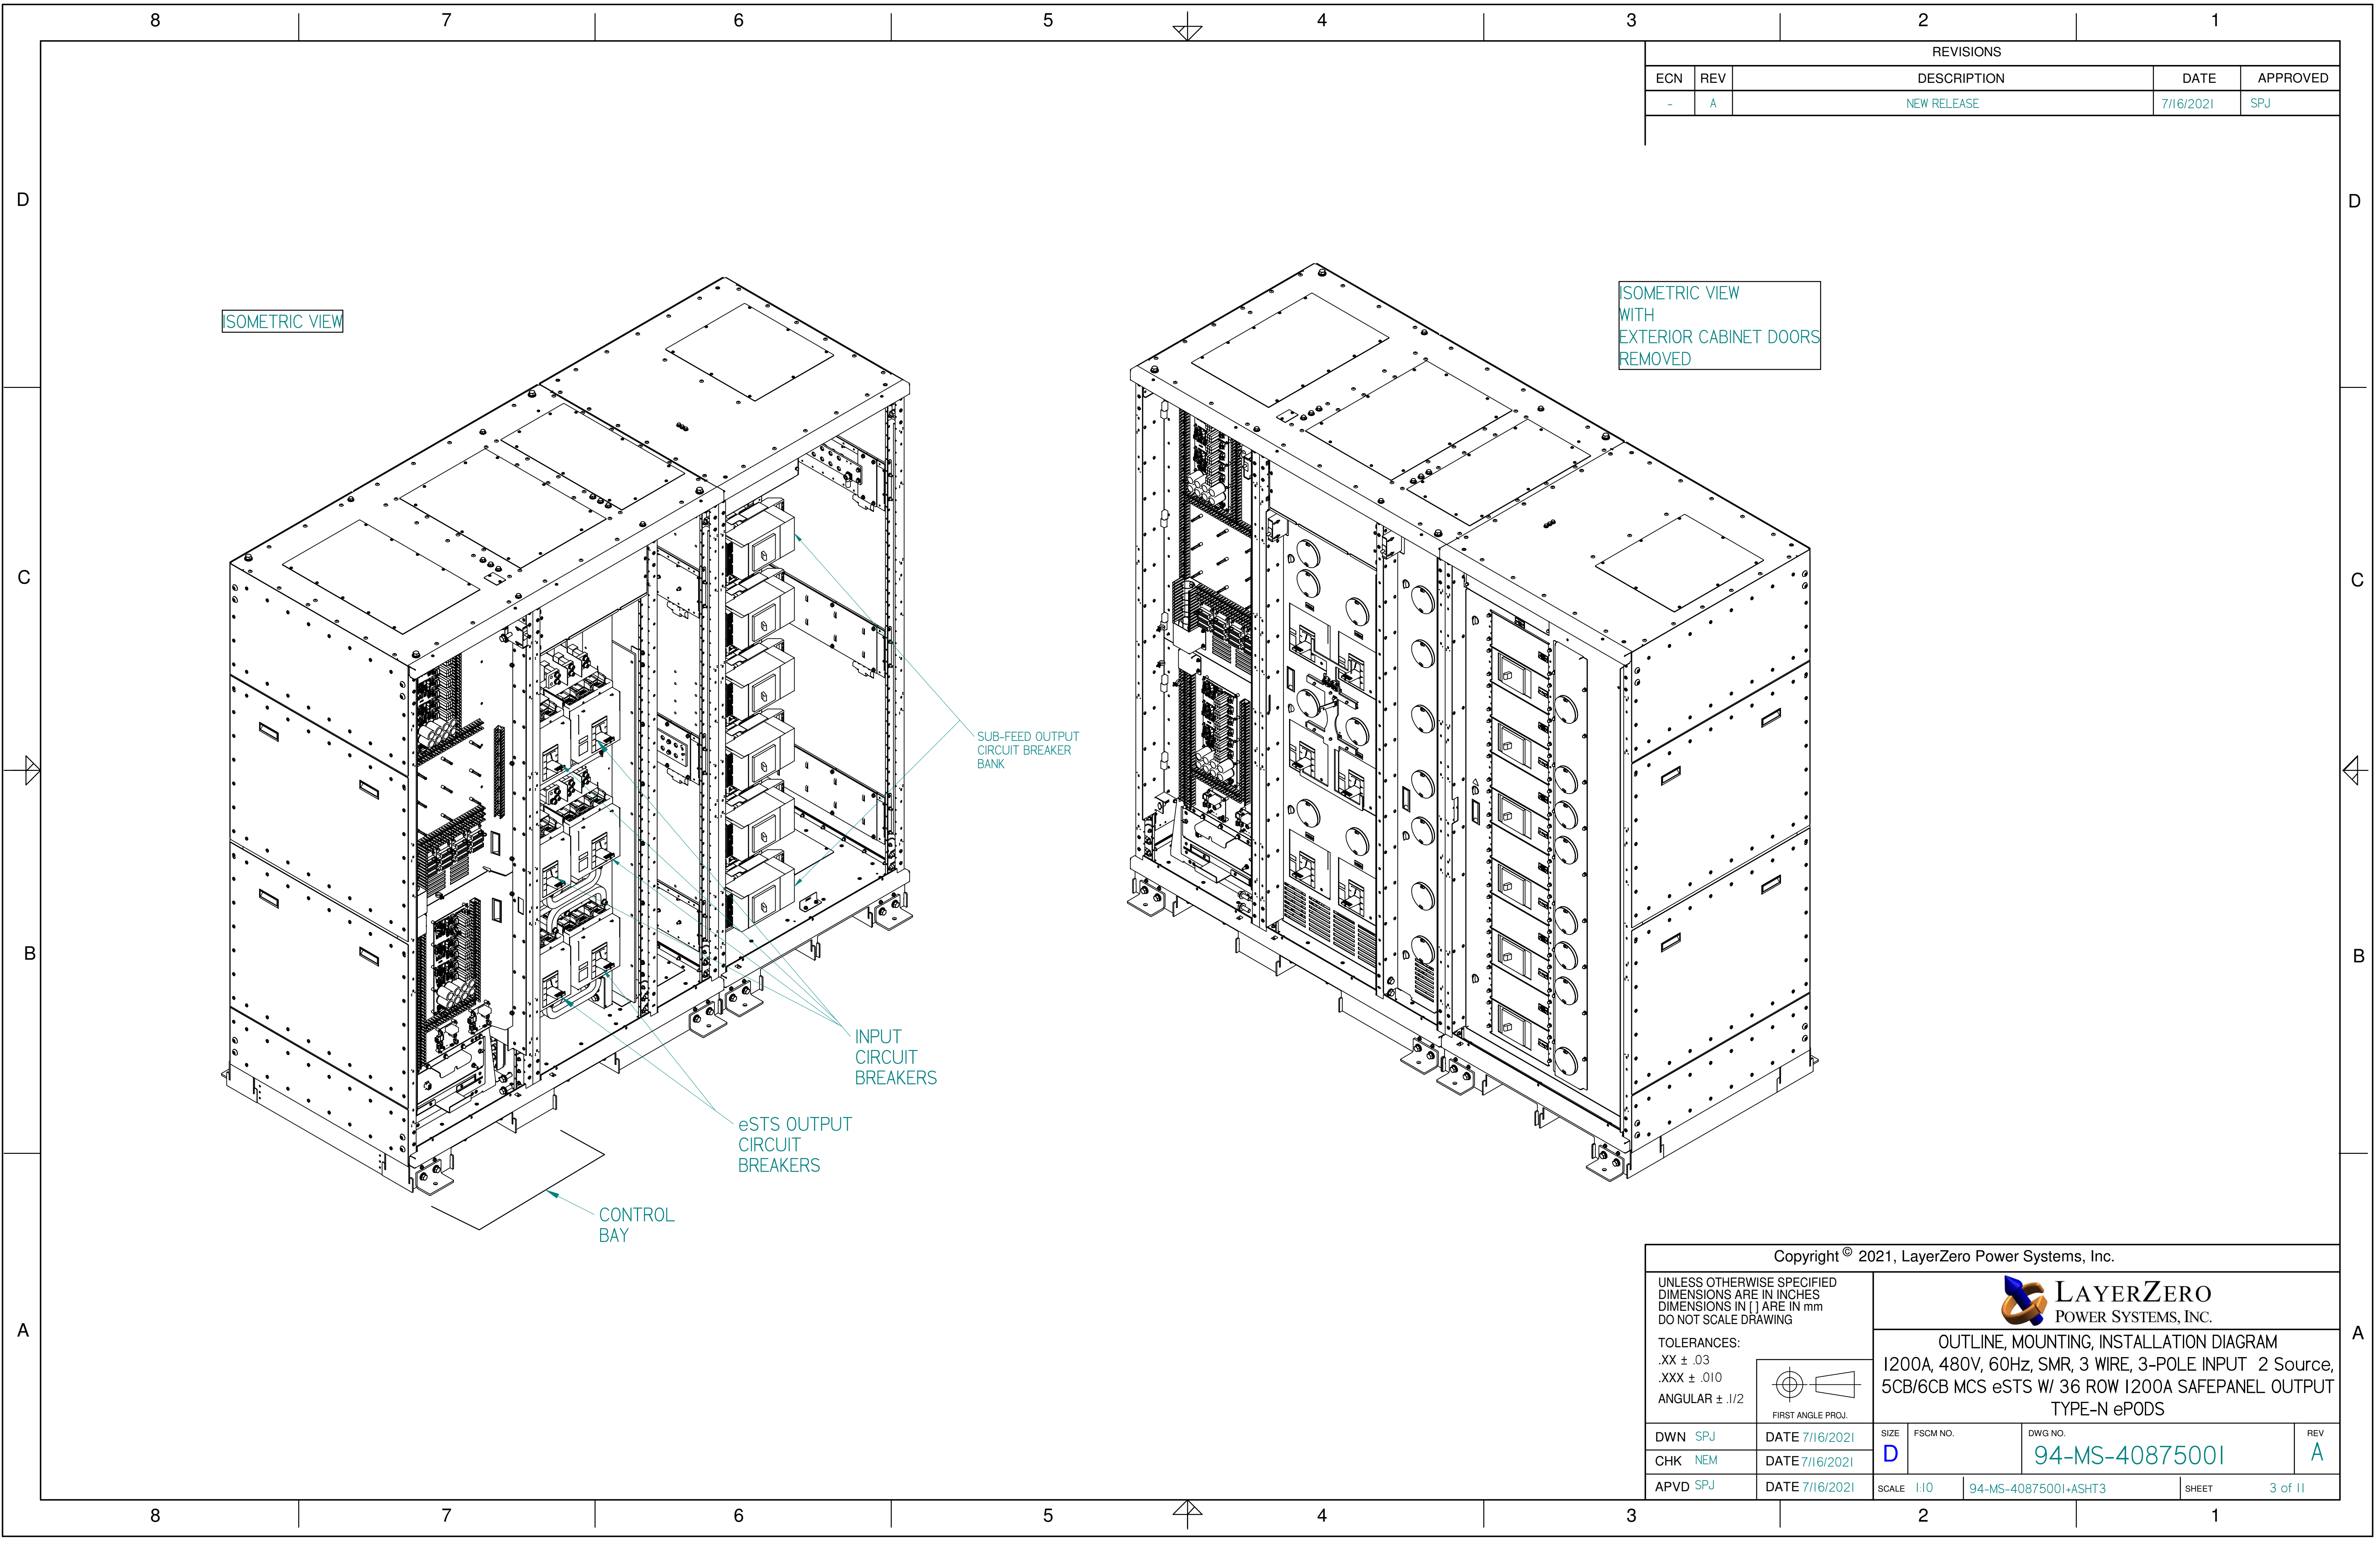 8 7 6 5 4 3 2 1
REVISIONS
ECN REV DESCRIPTION DATE APPROVED
- A NEW RELEASE 7/16/2021 SPJ
D D
ISOMETRIC VIEW
ISOMETRIC VIEW
WITH
EXTERIOR CABINET DOORS
REMOVED
C C
SUB-FEED OUTPUT
CIRCUIT BREAKER
BANK
B B
INPUT
CIRCUIT
BREAKERS
eSTS OUTPUT
CIRCUIT
BREAKERS
CONTROL
BAY
A A
Copyright © 2021, LayerZero Power Systems, Inc.
UNLESS OTHERWISE SPECIFIED
DIMENSIONS ARE IN INCHES
DIMENSIONS IN [ ] ARE IN mm
DO NOT SCALE DRAWING
TOLERANCES:
.XX ± .03
.XXX ± .010
ANGULAR ± .1/2
FIRST ANGLE PROJ.
LAYERZERO
POWER SYSTEMS, INC.
OUTLINE, MOUNTING, INSTALLATION DIAGRAM
1200A, 480V, 60Hz, SMR, 3 WIRE, 3-POLE INPUT 2 Source,
5CB/6CB MCS eSTS W/ 36 ROW 1200A SAFEPANEL OUTPUT
TYPE-N ePODS
DWN SPJ DATE 7/16/2021
CHK NEM DATE 7/16/2021
APVD SPJ DATE 7/16/2021
SIZE FSCM NO. DWG NO. REV
D 94-MS-40875001 A
SCALE 1:10 94-MS-40875001+ASHT3 SHEET 3 of 11
8 7 6 5 4 3 2 1